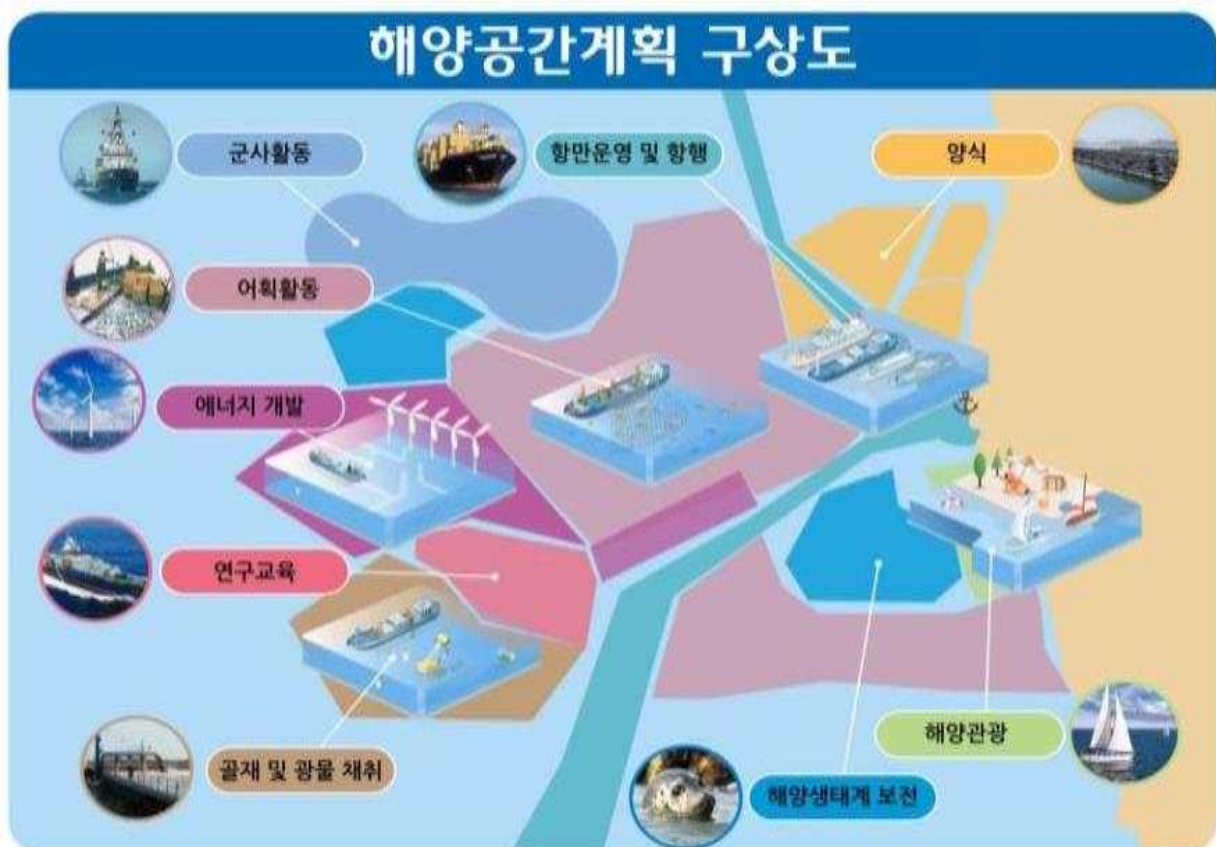 해양공간계획 구상도
군사활동
항만운영 및 항행
양식
어획활동
에너지 개발
연구교육
골재 및 광물 채취
해양관광
해양생태계 보전